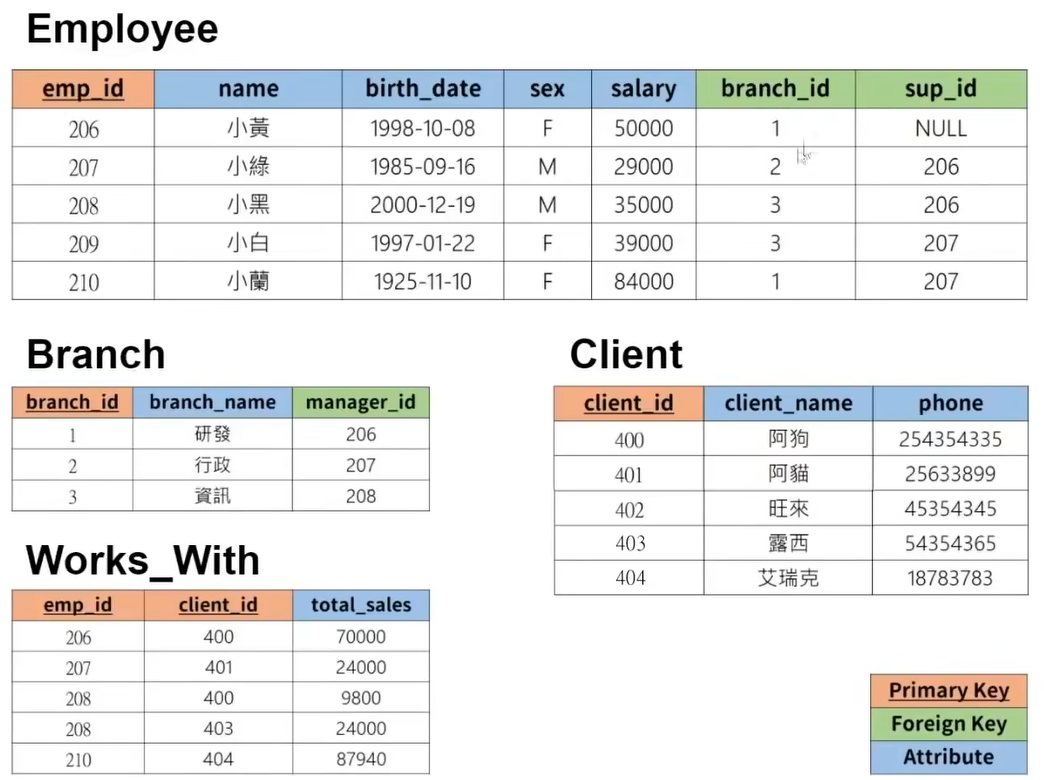 Employee
emp_id name birth_date sex salary branch_id sup_id
206 小黃 1998-10-08 F 50000 1 NULL
207 小綠 1985-09-16 M 29000 2 206
208 小黑 2000-12-19 M 35000 3 206
209 小白 1997-01-22 F 39000 3 207
210 小蘭 1925-11-10 F 84000 1 207
Branch
branch_id branch_name manager_id
1 研發 206
2 行政 207
3 資訊 208
Client
client_id client_name phone
400 阿狗 254354335
401 阿貓 25633899
402 旺來 45354345
403 露西 54354365
404 艾瑞克 18783783
Works_With
emp_id client_id total_sales
206 400 70000
207 401 24000
208 400 9800
208 403 24000
210 404 87940
Primary Key
Foreign Key
Attribute